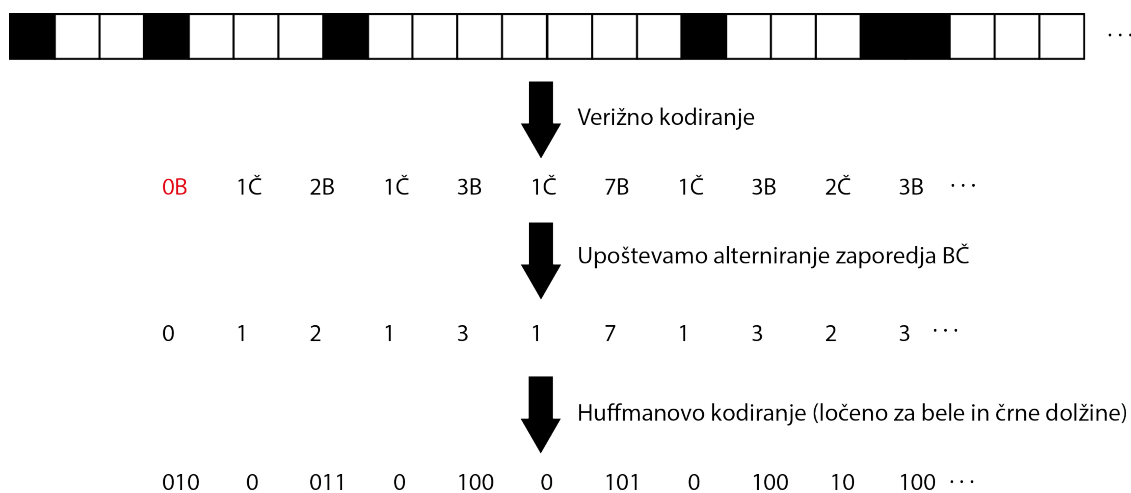 ···
Verižno kodiranje
0B 1Č 2B 1Č 3B 1Č 7B 1Č 3B 2Č 3B ···
Upoštevamo alterniranje zaporedja BČ
0 1 2 1 3 1 7 1 3 2 3 ···
Huffmanovo kodiranje (ločeno za bele in črne dolžine)
010 0 011 0 100 0 101 0 100 10 100 ···